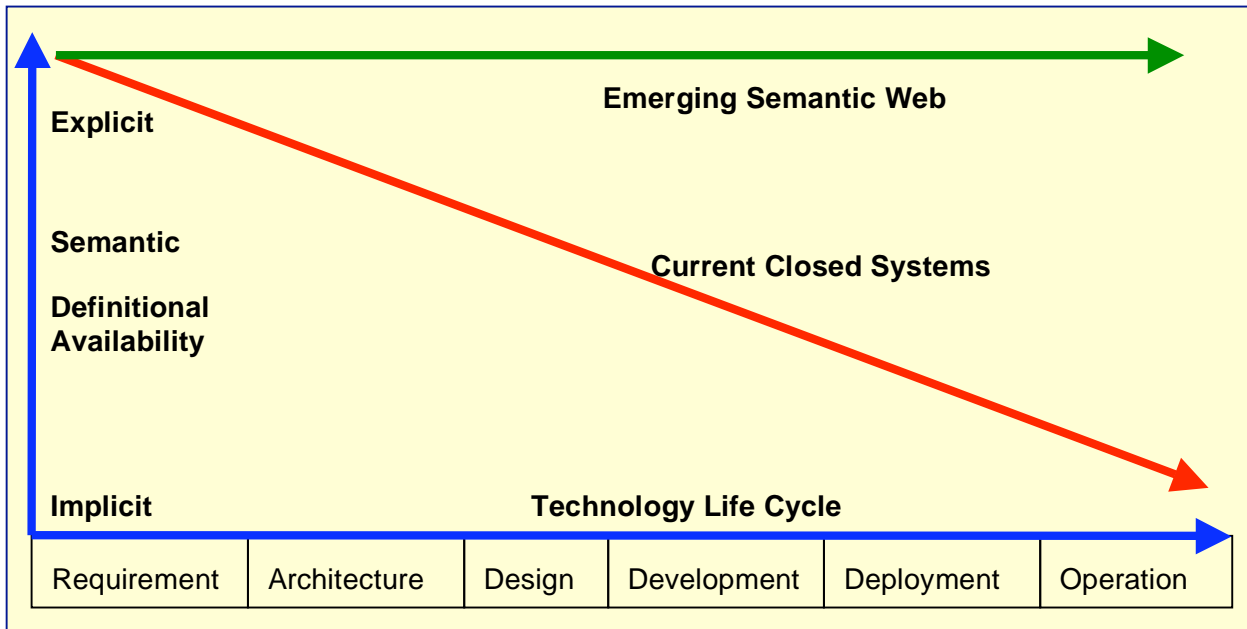 Emerging Semantic Web
Explicit
Semantic
Current Closed Systems
Definitional
Availability
Implicit
Technology Life Cycle
Requirement
Architecture
Design
Development
Deployment
Operation